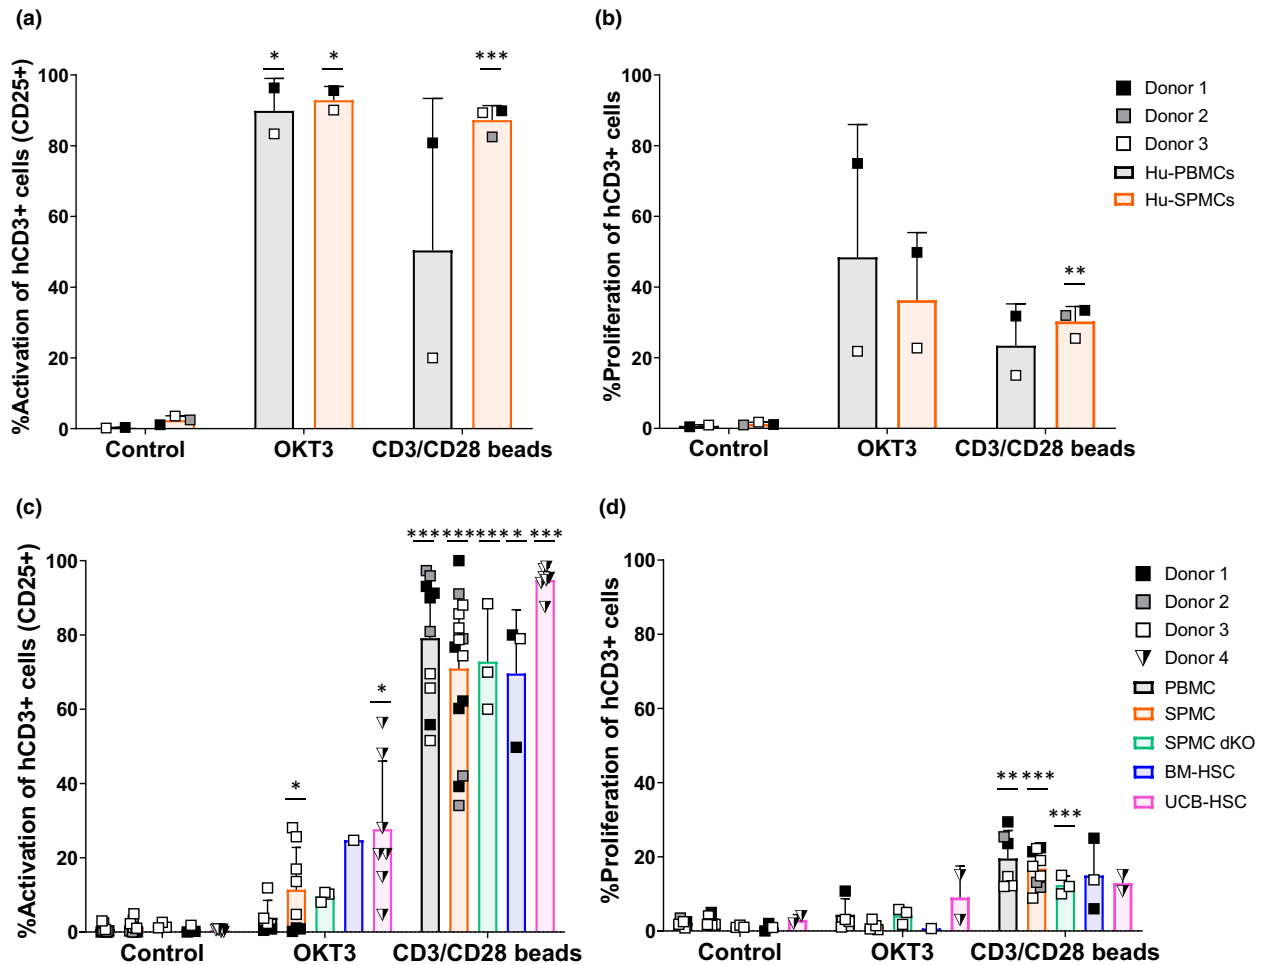 (a)
%Activation of hCD3+ cells (CD25+)
100
80
60
40
20
0
* * ***
Control OKT3 CD3/CD28 beads
(b)
%Proliferation of hCD3+ cells
100
80
60
40
20
0
**
Control OKT3 CD3/CD28 beads
Donor 1
Donor 2
Donor 3
Hu-PBMCs
Hu-SPMCs
(c)
%Activation of hCD3+ cells (CD25+)
100
80
60
40
20
0
* * *** *** *** * ***
Control OKT3 CD3/CD28 beads
(d)
%Proliferation of hCD3+ cells
100
80
60
40
20
0
** *** ***
Control OKT3 CD3/CD28 beads
Donor 1
Donor 2
Donor 3
Donor 4
PBMC
SPMC
SPMC dKO
BM-HSC
UCB-HSC